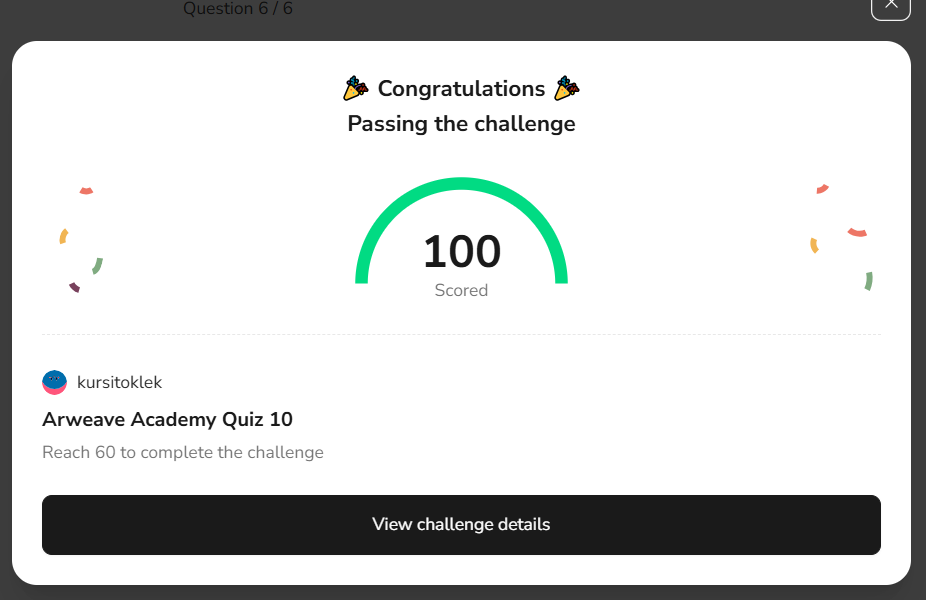 Question 6 / 6
🎉 Congratulations 🎉
Passing the challenge
100
Scored
kursitoklek
Arweave Academy Quiz 10
Reach 60 to complete the challenge
View challenge details